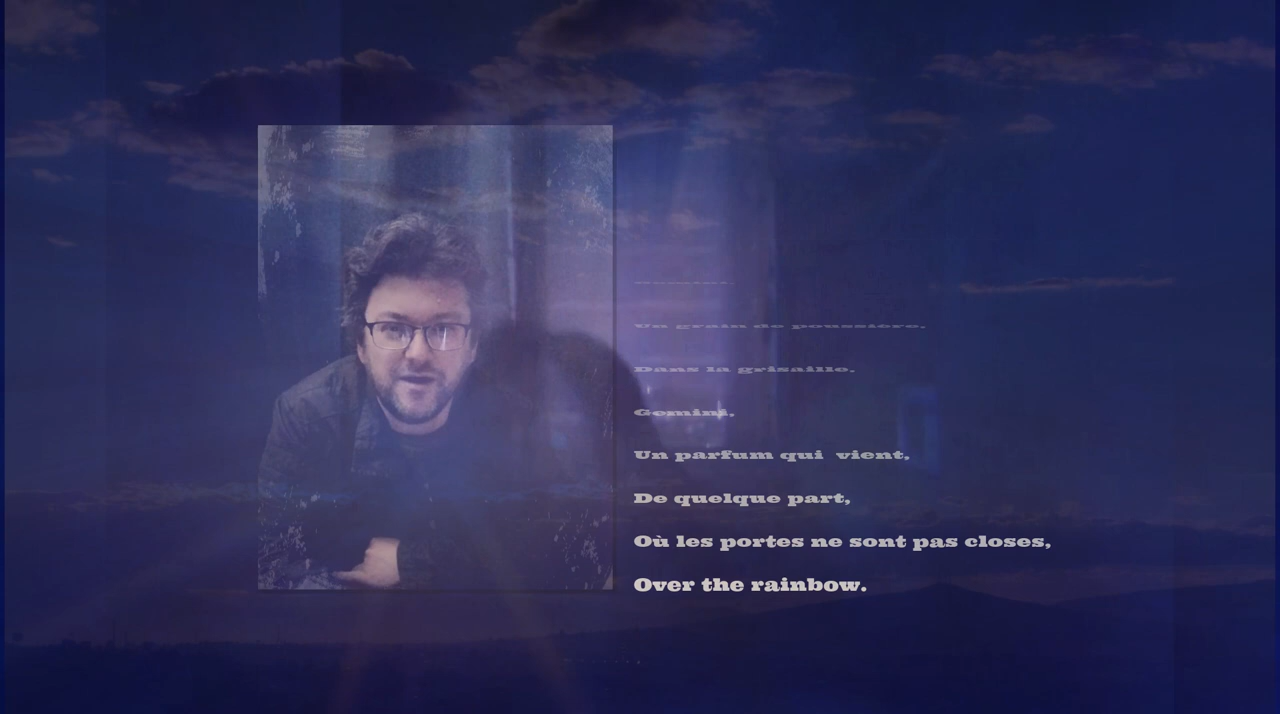 Un grain de poussière.
Dans la grisaille.
Gemini,
Un parfum qui vient,
De quelque part,
Où les portes ne sont pas closes,
Over the rainbow.